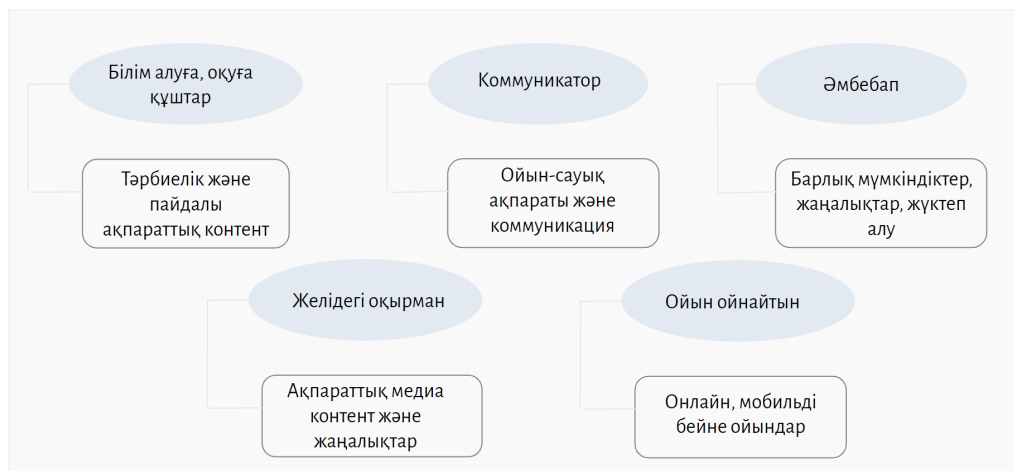 Білім алуға, оқуға
құштар
Тәрбиелік және
пайдалы
ақпараттық контент
Коммуникатор
Ойын-сауық
ақпараты және
коммуникация
Әмбебап
Барлық мүмкіндіктер,
жаңалықтар, жүктеп
алу
Желідегі оқырман
Ақпараттық медиа
контент және
жаңалықтар
Ойын ойнайтын
Онлайн, мобильді
бейне ойындар